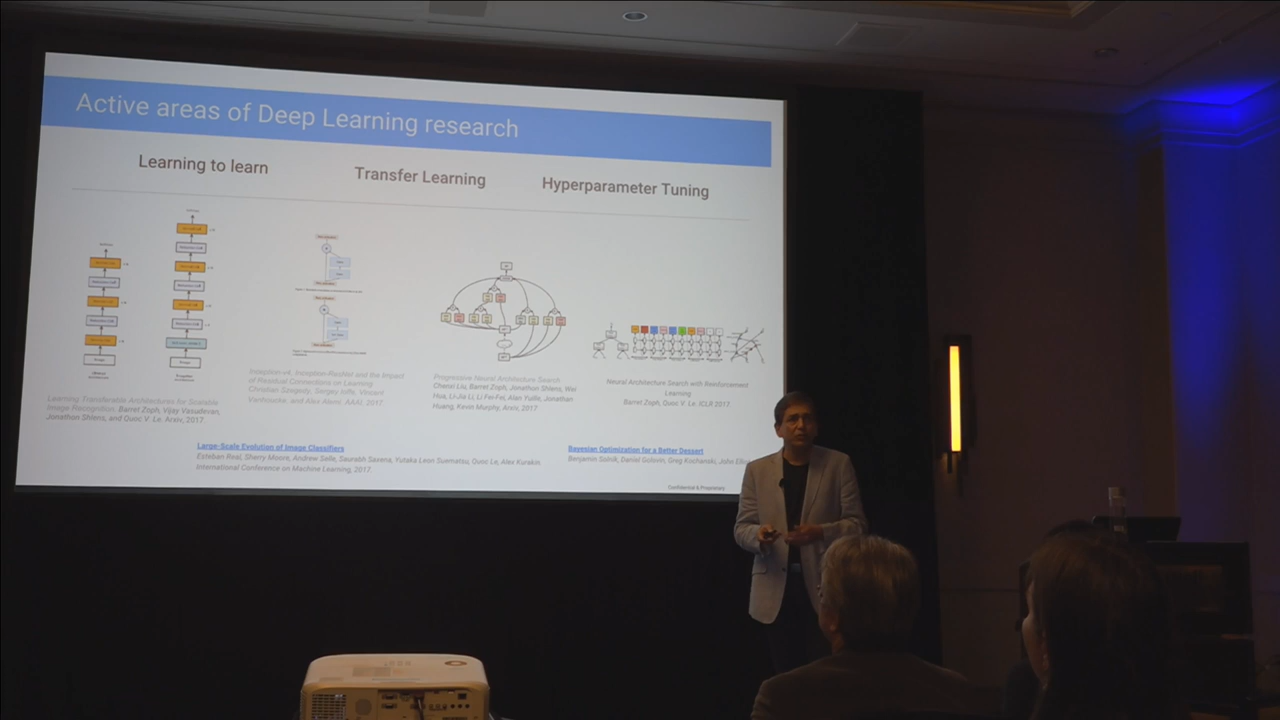 Active areas of Deep Learning research
Learning to learn
Transfer Learning
Hyperparameter Tuning
Learning Transferable Architectures for Scalable
Image Recognition. Barret Zoph, Vijay Vasudevan,
Jonathon Shlens, and Quoc V. Le. Arxiv, 2017.
Inception-v4, Inception-ResNet and the Impact
of Residual Connections on Learning
Christian Szegedy, Sergey Ioffe, Vincent
Vanhoucke, and Alex Alemi. AAAI, 2017.
Progressive Neural Architecture Search
Chenxi Liu, Barret Zoph, Jonathon Shlens, Wei
Hua, Li-Jia Li, Li Fei-Fei, Alan Yuille, Jonathan
Huang, Kevin Murphy, Arxiv, 2017
Neural Architecture Search with Reinforcement
Learning
Barret Zoph, Quoc V. Le. ICLR 2017.
Large-Scale Evolution of Image Classifiers
Esteban Real, Sherry Moore, Andrew Selle, Saurabh Saxena, Yutaka Leon Suematsu, Quoc Le, Alex Kurakin.
International Conference on Machine Learning, 2017.
Bayesian Optimization for a Better Dessert
Benjamin Solnik, Daniel Golovin, Greg Kochanski, John Elliot
Confidential & Proprietary